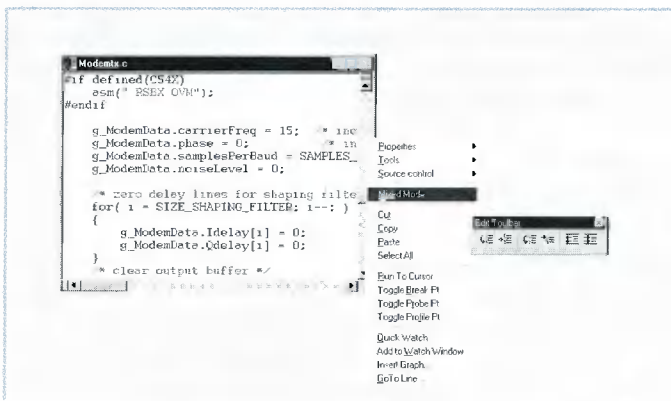 Modemtx.c
#if defined(C54X)
asm(" RSBX OVM");
#endif
g_ModemData.carrierFreq = 15; /* inc
g_ModemData.phase = 0; /* in
g_ModemData.samplesPerBaud = SAMPLES_
g_ModemData.noiseLevel = 0;
/* zero delay lines for shaping filte
for( i = SIZE_SHAPING_FILTER; i--; )
{
g_ModemData.Idelay[i] = 0;
g_ModemData.Qdelay[i] = 0;
}
/* clear output buffer */
Properties
Tools
Source control
Mixed Mode
Cut
Copy
Paste
Select All
Run To Cursor
Toggle Break Pt
Toggle Probe Pt
Toggle Profile Pt
Quick Watch
Add to Watch Window
Insert Graph...
GoTo Line
Edit Toolbar